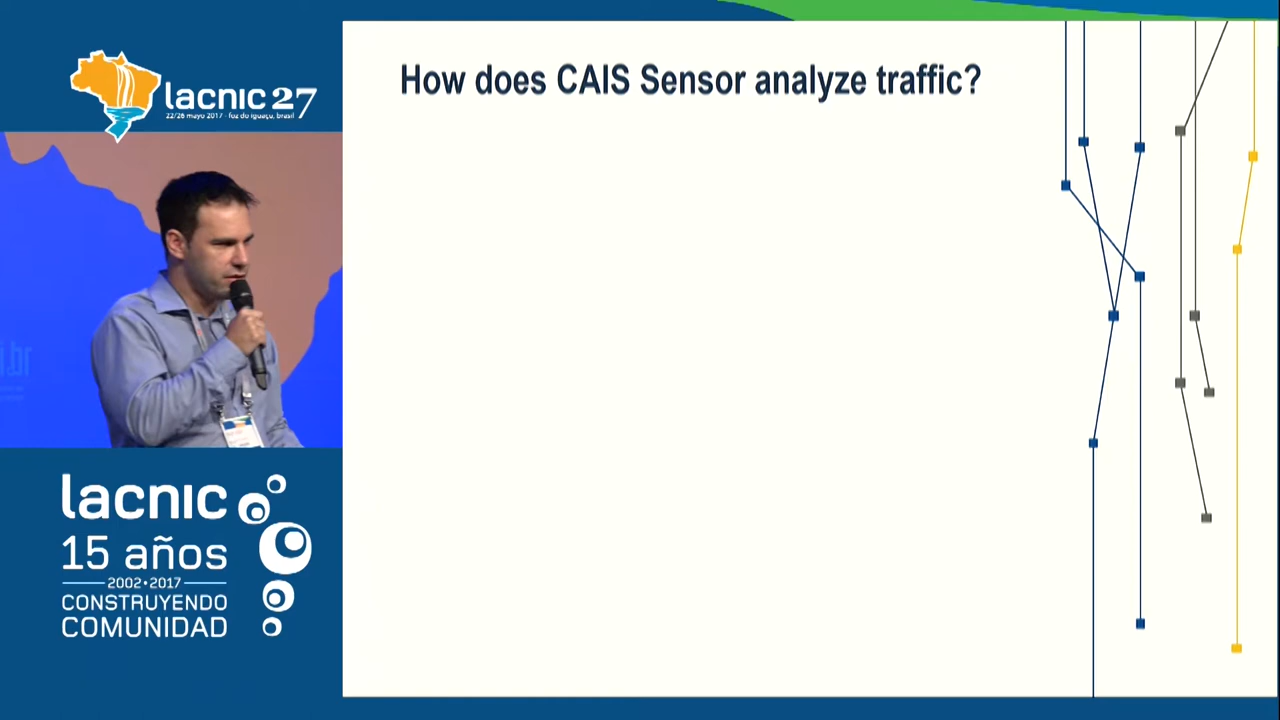 How does CAIS Sensor analyze traffic?
lacnic 27
22/26 mayo 2017 - foz do iguaçu, brasil
i.br
lacnic
15 años
2002•2017
CONSTRUYENDO
COMUNIDAD